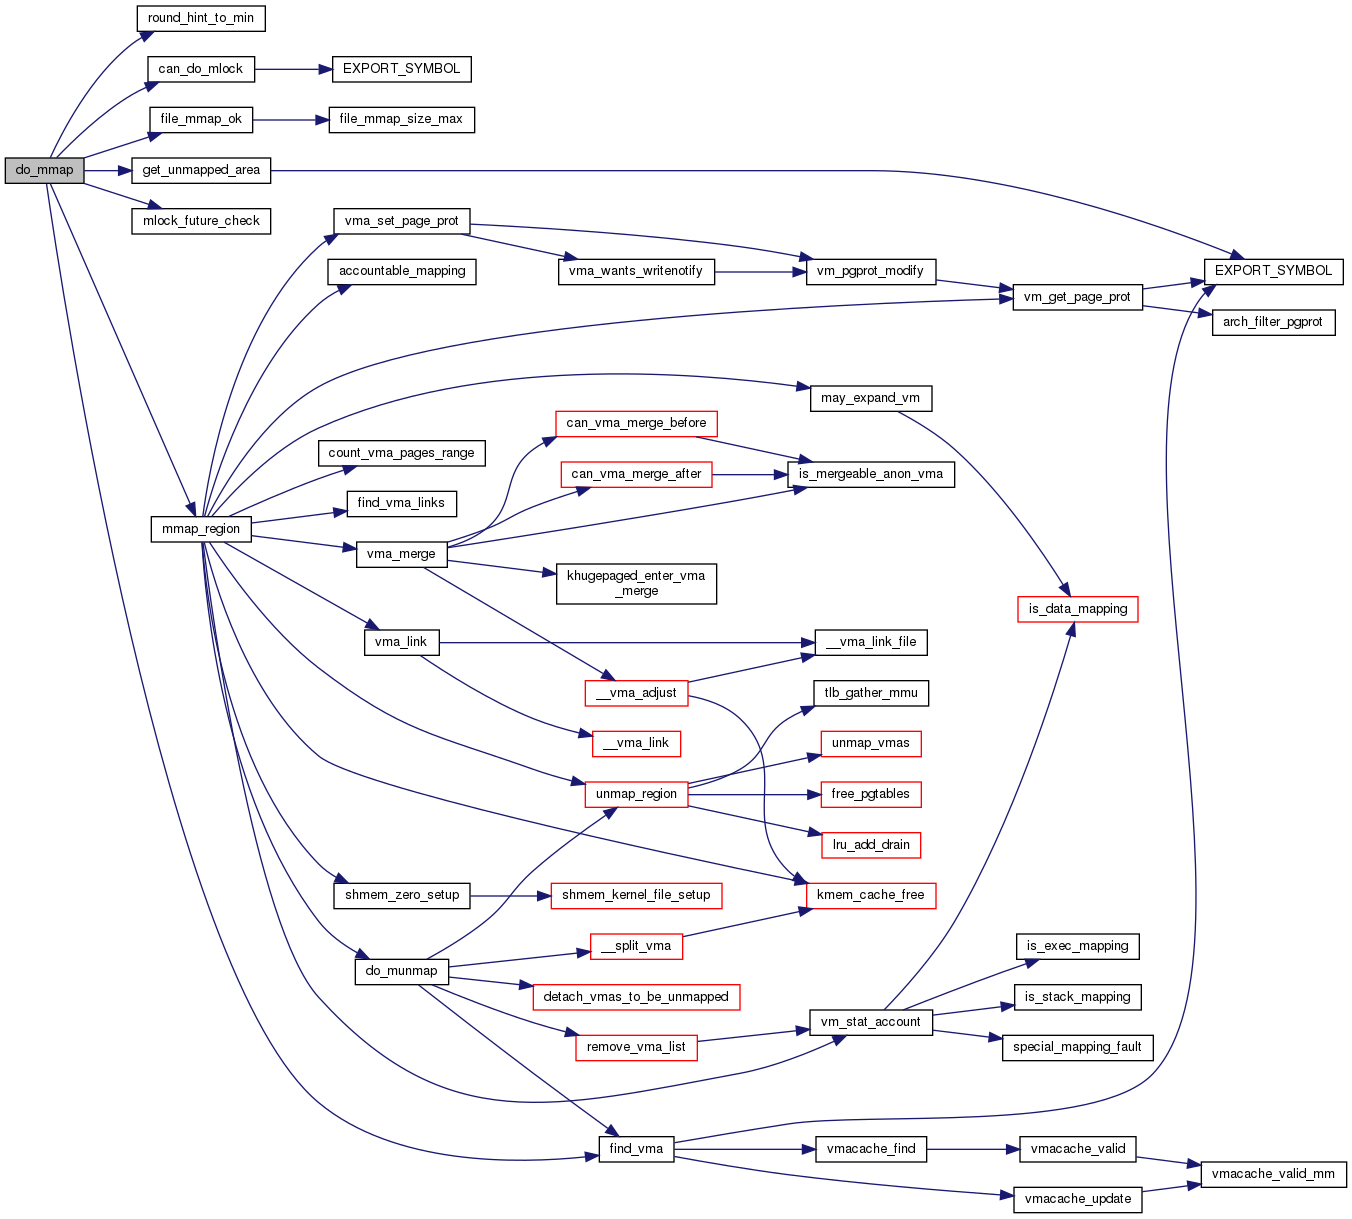 round_hint_to_min
can_do_mlock
EXPORT_SYMBOL
file_mmap_ok
file_mmap_size_max
do_mmap
get_unmapped_area
mlock_future_check
vma_set_page_prot
accountable_mapping
vma_wants_writenotify
vm_pgprot_modify
EXPORT_SYMBOL
vm_get_page_prot
arch_filter_pgprot
may_expand_vm
can_vma_merge_before
count_vma_pages_range
can_vma_merge_after
is_mergeable_anon_vma
find_vma_links
mmap_region
vma_merge
khugepaged_enter_vma
_merge
is_data_mapping
vma_link
__vma_link_file
__vma_adjust
tlb_gather_mmu
__vma_link
unmap_vmas
unmap_region
free_pgtables
lru_add_drain
shmem_zero_setup
shmem_kernel_file_setup
kmem_cache_free
__split_vma
is_exec_mapping
do_munmap
detach_vmas_to_be_unmapped
is_stack_mapping
vm_stat_account
remove_vma_list
special_mapping_fault
find_vma
vmacache_find
vmacache_valid
vmacache_valid_mm
vmacache_update